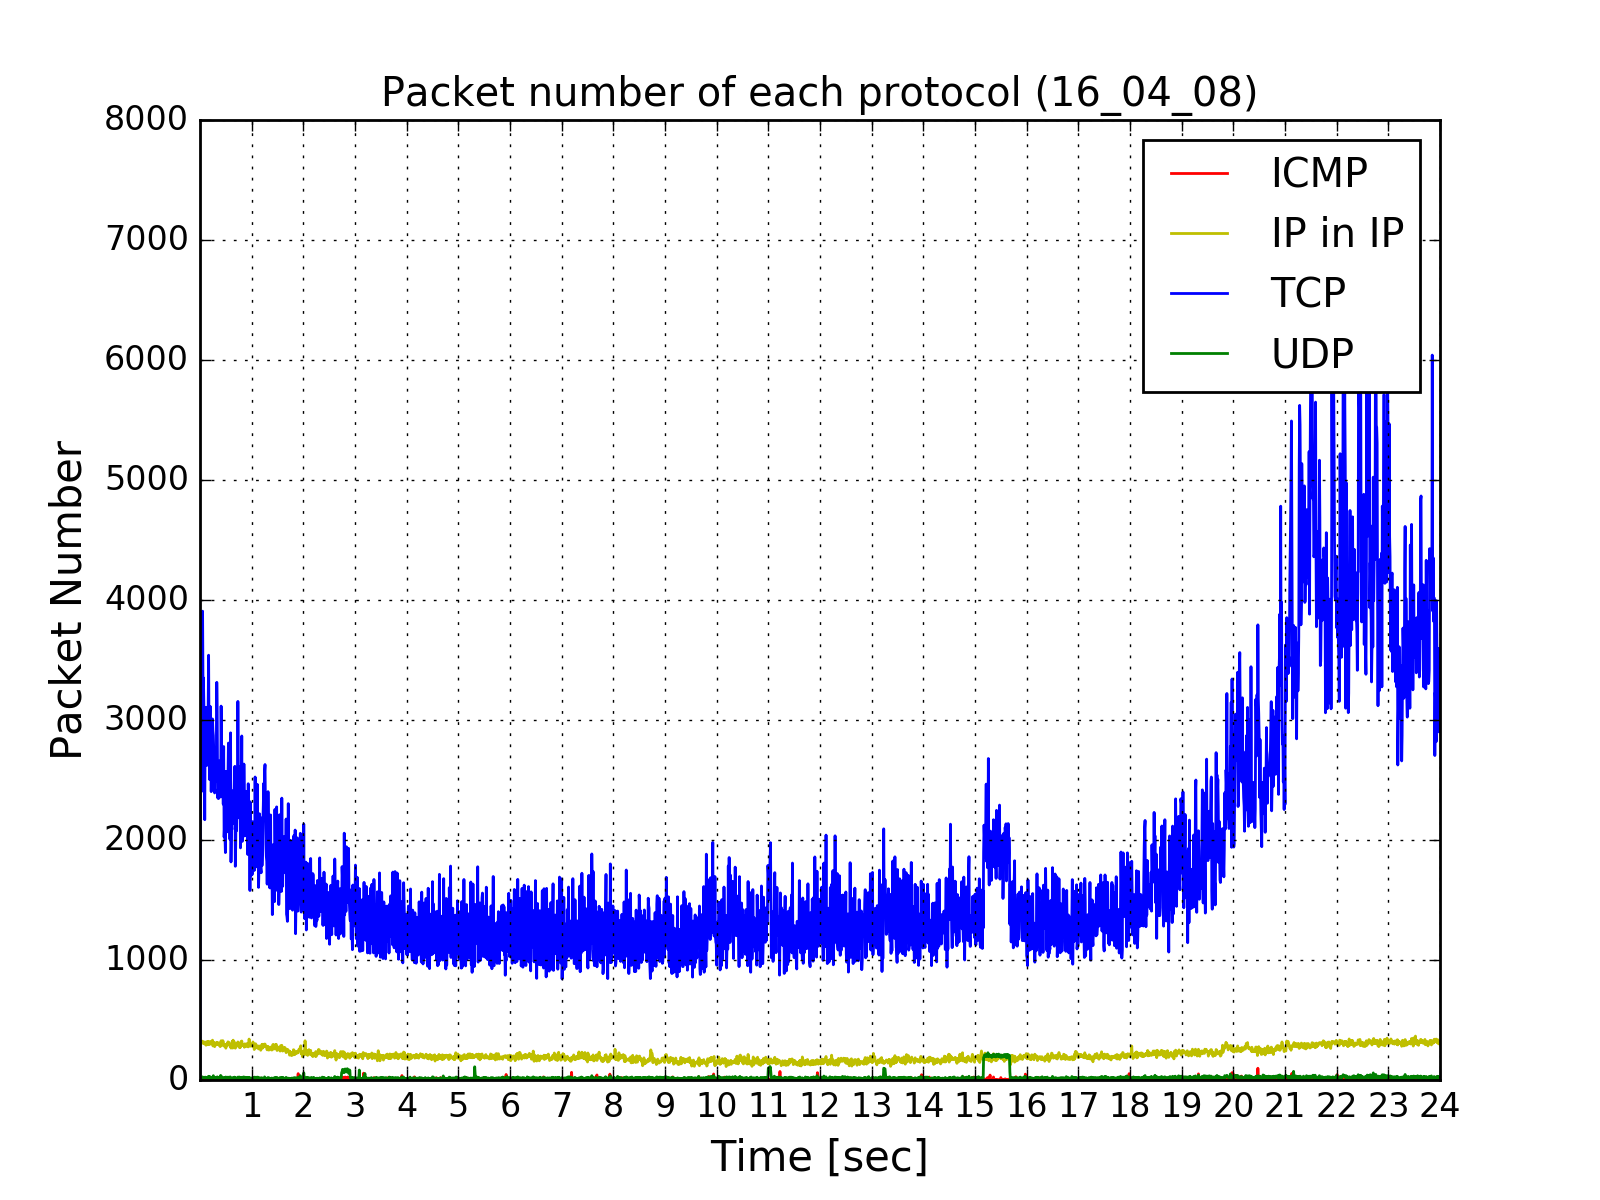 Packet number of each protocol (16_04_08)
8000
7000
6000
5000
4000
3000
2000
1000
0
Packet Number
ICMP
IP in IP
TCP
UDP
1 2 3 4 5 6 7 8 9 10 11 12 13 14 15 16 17 18 19 20 21 22 23 24
Time [sec]